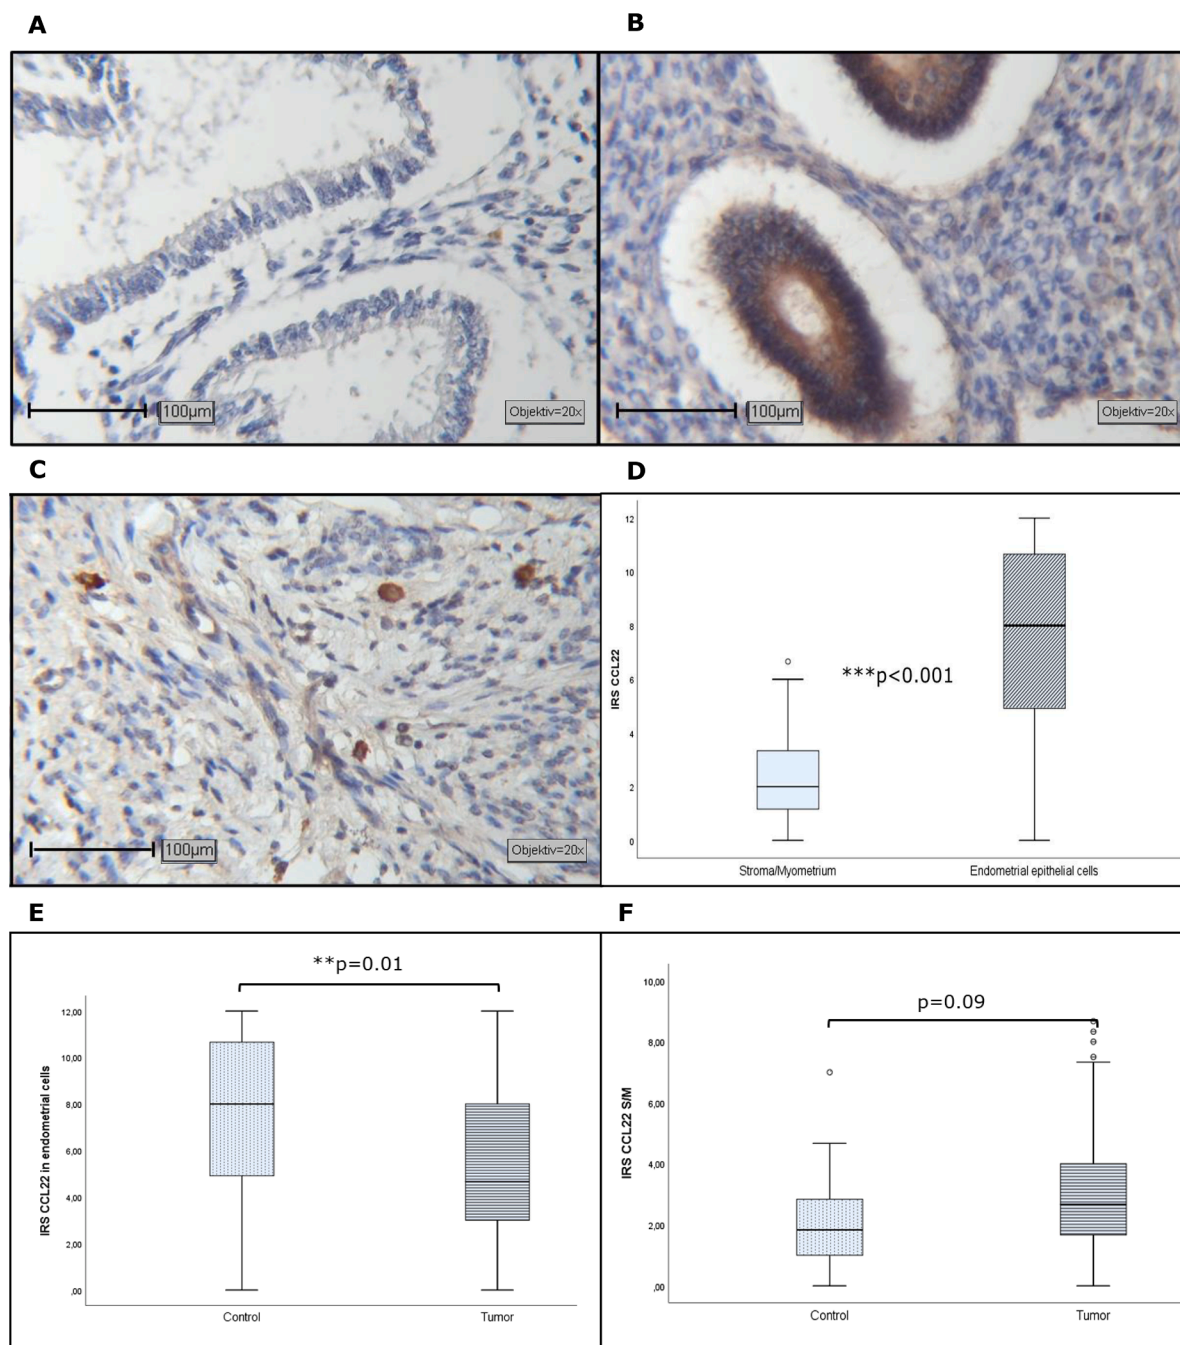 A
B
100µm
Objektiv=20x
100µm
Objektiv=20x
C
D
100µm
Objektiv=20x
IRS CCL22
12
10
8
6
4
2
0
***p<0.001
Stroma/Myometrium
Endometrial epithelial cells
E
F
**p=0.01
IRS CCL22 in endometrial cells
12,00
10,00
8,00
6,00
4,00
2,00
,00
Control
Tumor
p=0.09
IRS CCL22 S/M
10,00
8,00
6,00
4,00
2,00
,00
Control
Tumor